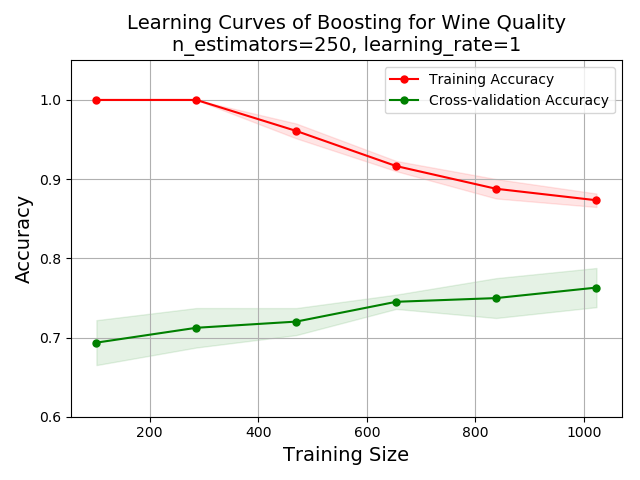 Learning Curves of Boosting for Wine Quality
n_estimators=250, learning_rate=1
Training Accuracy
Cross-validation Accuracy
1.0
0.9
0.8
0.7
0.6
Accuracy
200
400
600
800
1000
Training Size